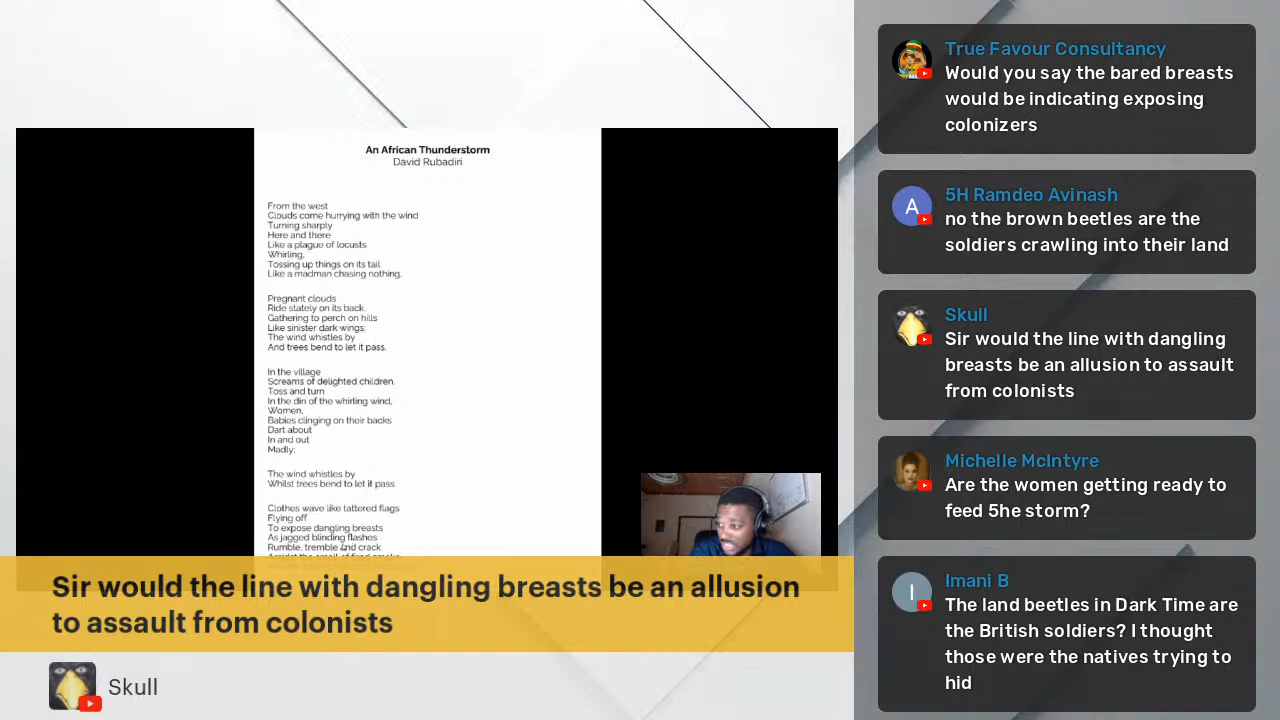 An African Thunderstorm
David Rubadiri
From the west
Clouds come hurrying with the wind
Turning sharply
Here and there
Like a plague of locusts
Whirling,
Tossing up things on its tail
Like a madman chasing nothing.
Pregnant clouds
Ride stately on its back,
Gathering to perch on hills
Like sinister dark wings;
The wind whistles by
And trees bend to let it pass.
In the village
Screams of delighted children,
Toss and turn
In the din of the whirling wind,
Women,
Babies clinging on their backs
Dart about
In and out
Madly;
The wind whistles by
Whilst trees bend to let it pass.
Clothes wave like tattered flags
Flying off
To expose dangling breasts
As jagged blinding flashes
Rumble, tremble and crack
Sir would the line with dangling breasts be an allusion
to assault from colonists
Skull
True Favour Consultancy
Would you say the bared breasts
would be indicating exposing
colonizers
A
5H Ramdeo Avinash
no the brown beetles are the
soldiers crawling into their land
Skull
Sir would the line with dangling
breasts be an allusion to assault
from colonists
Michelle McIntyre
Are the women getting ready to
feed 5he storm?
I
Imani B
The land beetles in Dark Time are
the British soldiers? I thought
those were the natives trying to
hid